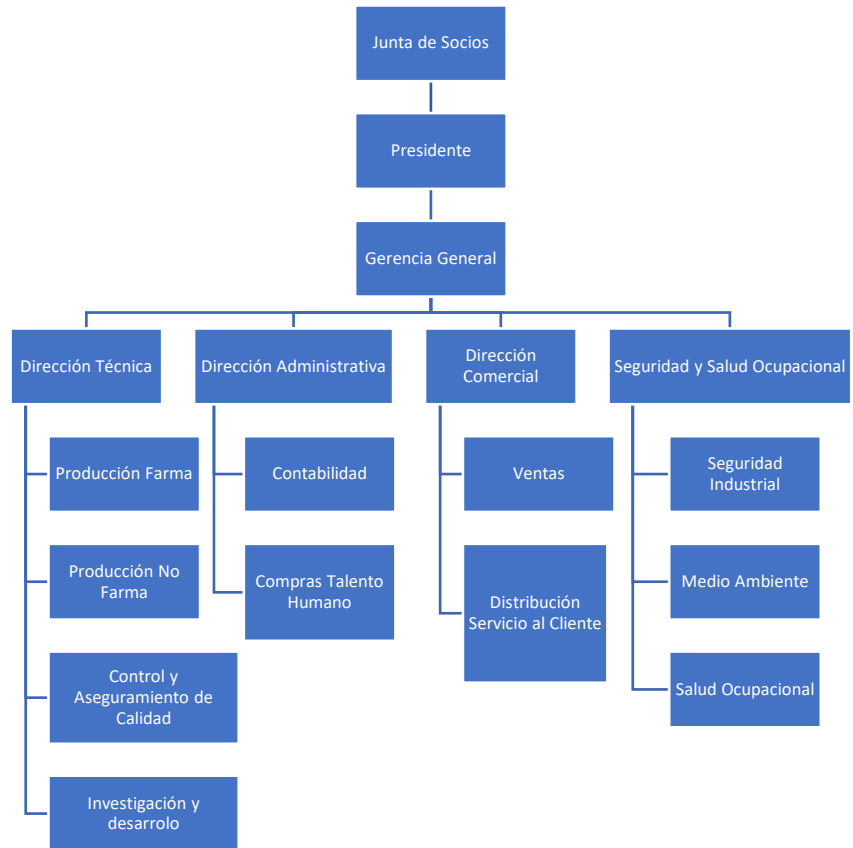 Junta de Socios
Presidente
Gerencia General
Dirección Técnica
Producción Farma
Producción No
Farma
Control y
Aseguramiento de
Calidad
Investigación y
desarrolo
Dirección Administrativa
Contabilidad
Compras Talento
Humano
Dirección
Comercial
Ventas
Distribución
Servicio al Cliente
Seguridad y Salud Ocupacional
Seguridad
Industrial
Medio Ambiente
Salud Ocupacional